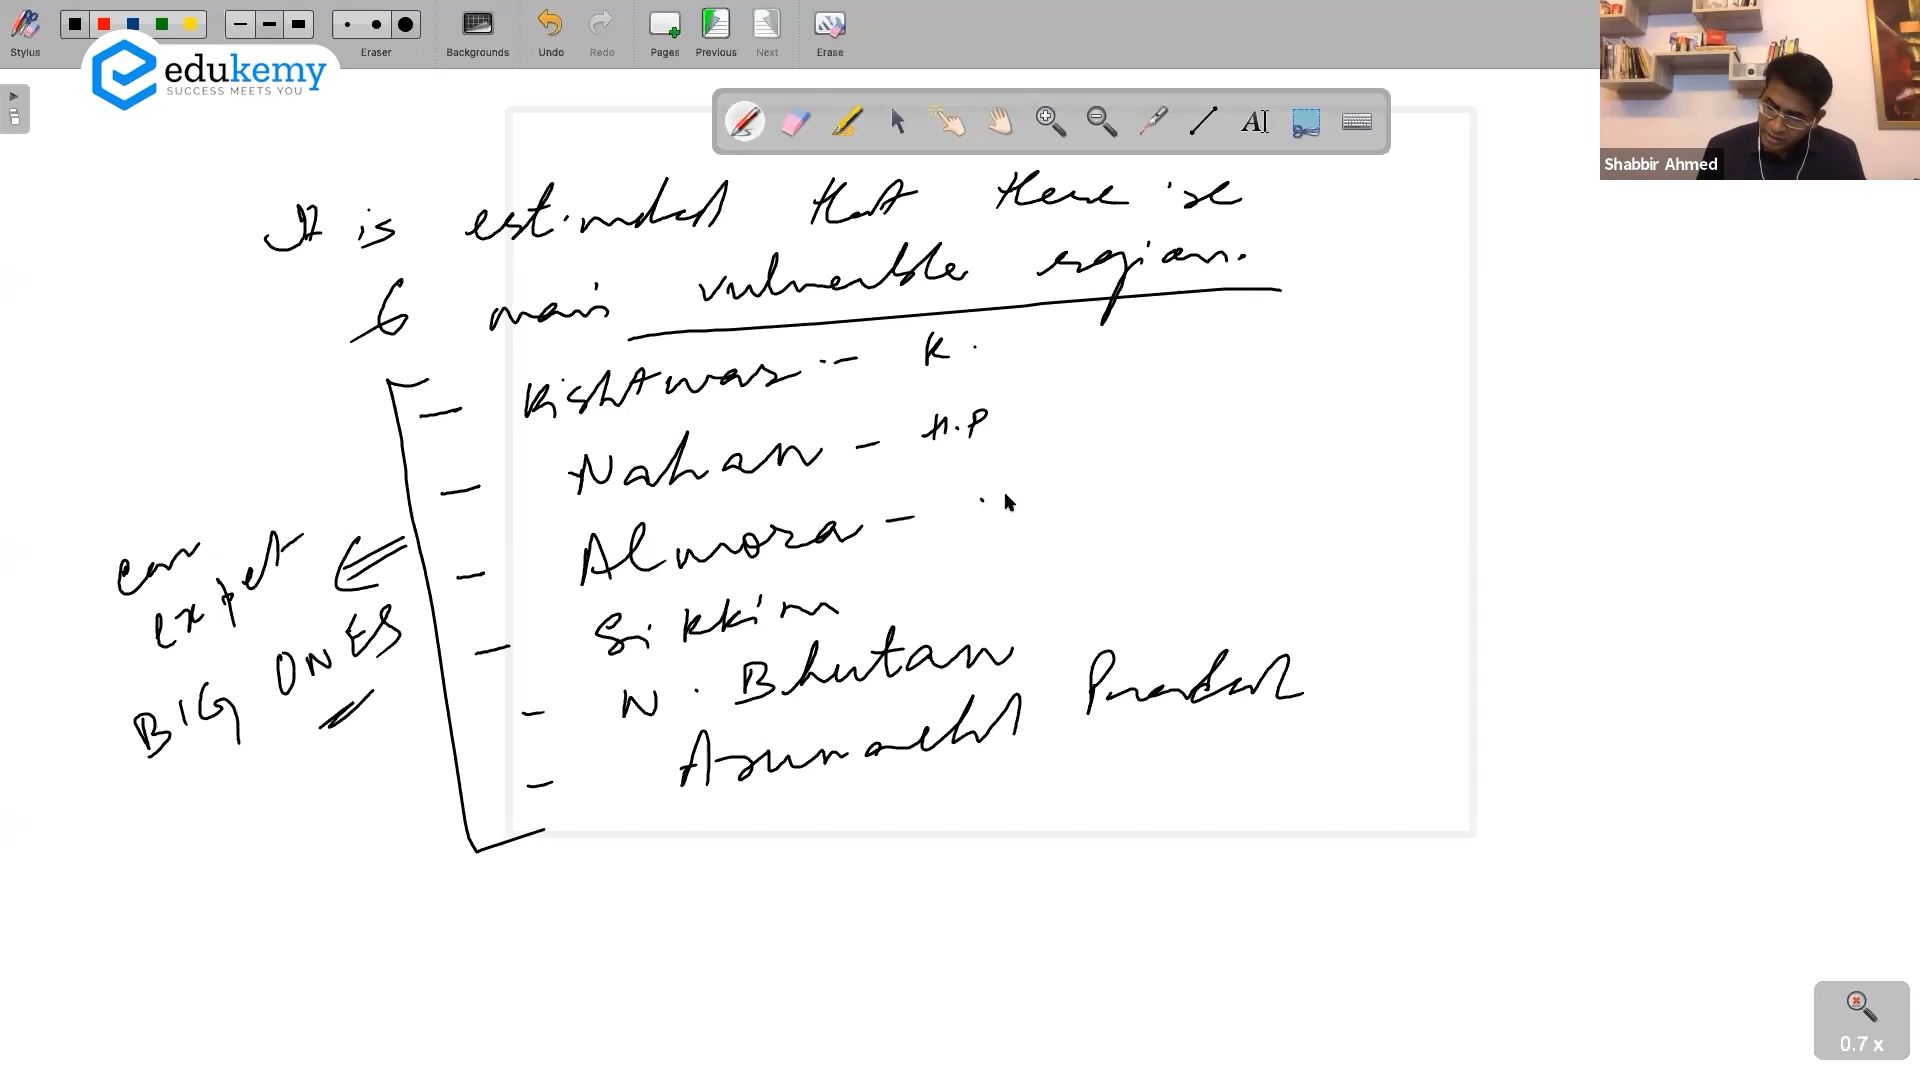 Stylus
Eraser
Backgrounds
Undo
Redo
Pages
Previous
Next
Erase
edukemy
SUCCESS MEETS YOU
AI
Shabbir Ahmed
It is estimated that there is
6 main vulnerable region.
- Kishtwar :- K.
- Nahan - H.P
- Almora -
- Sikkim
- N. Bhutan
- Arunachal Pradesh
can
expect
BIG ONES
0.7 x